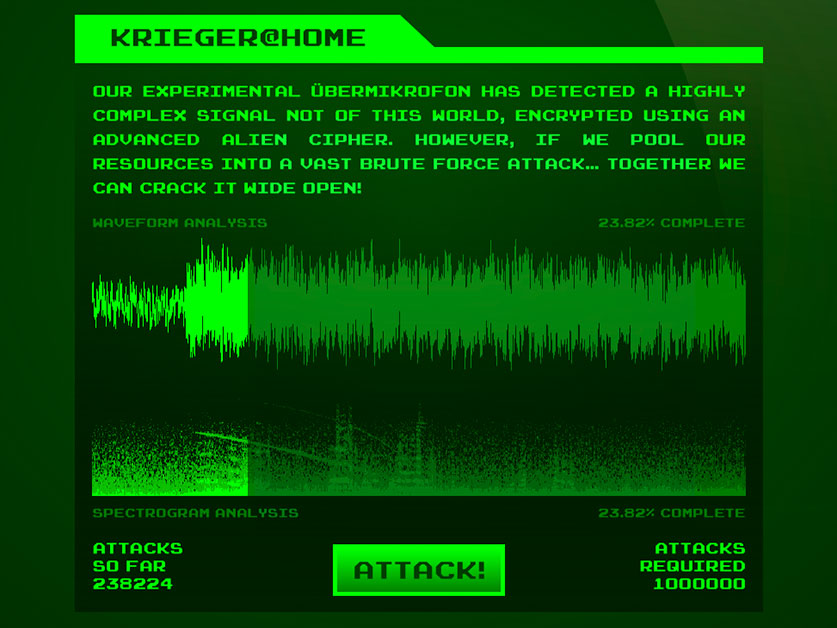 KRIEGER@HOME
OUR EXPERIMENTAL ÜBERMIKROFON HAS DETECTED A HIGHLY
COMPLEX SIGNAL NOT OF THIS WORLD, ENCRYPTED USING AN
ADVANCED ALIEN CIPHER. HOWEVER, IF WE POOL OUR
RESOURCES INTO A VAST BRUTE FORCE ATTACK... TOGETHER WE
CAN CRACK IT WIDE OPEN!
WAVEFORM ANALYSIS 23.82% COMPLETE
SPECTROGRAM ANALYSIS 23.82% COMPLETE
ATTACKS
SO FAR
238224
ATTACK!
ATTACKS
REQUIRED
1000000